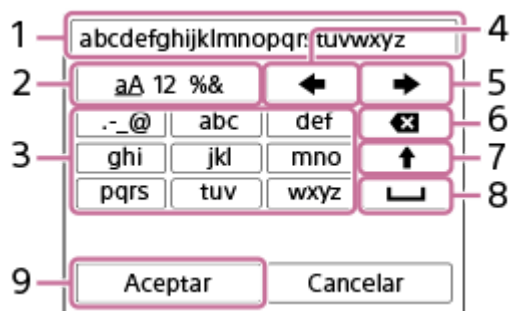 1 abcdefghijklmnopqrstuvwxyz 4
2 aA 12 %& 5
.-_@ abc def 6
3 ghi jkl mno 7
pqrs tuv wxyz 8
9 Aceptar Cancelar